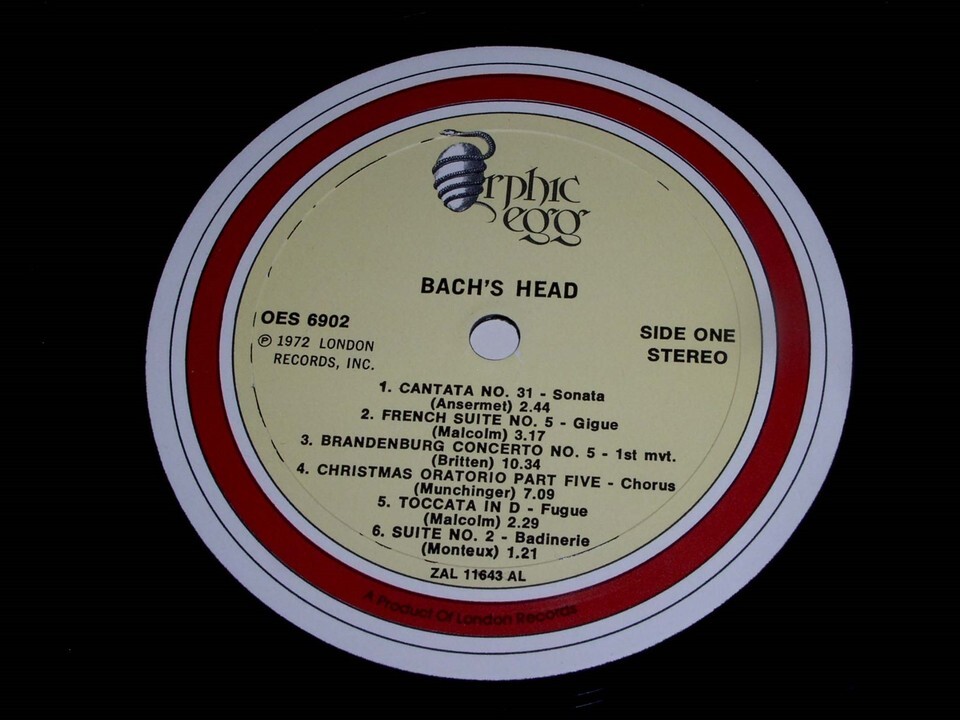 Orphic
egg
BACH'S HEAD
OES 6902
℗ 1972 LONDON
RECORDS, INC.
SIDE ONE
STEREO
1. CANTATA NO. 31 - Sonata
(Ansermet) 2.44
2. FRENCH SUITE NO. 5 - Gigue
(Malcolm) 3.17
3. BRANDENBURG CONCERTO NO. 5 - 1st mvt.
(Britten) 10.34
4. CHRISTMAS ORATORIO PART FIVE - Chorus
(Munchinger) 7.09
5. TOCCATA IN D - Fugue
(Malcolm) 2.29
6. SUITE NO. 2 - Badinerie
(Monteux) 1.21
ZAL 11643 AL
A Product Of London Records